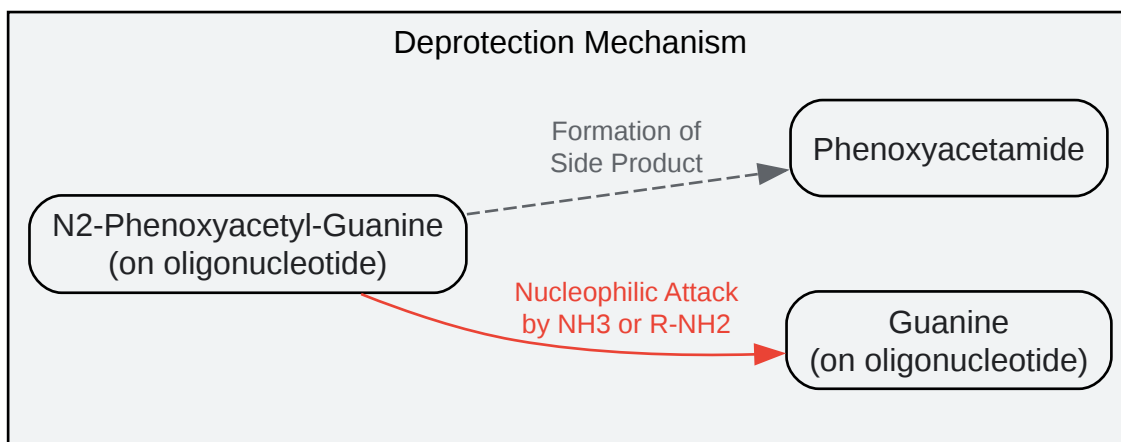 Deprotection Mechanism
Formation of
Side Product
Phenoxyacetamide
N2-Phenoxyacetyl-Guanine
(on oligonucleotide)
Nucleophilic Attack
by NH3 or R-NH2
Guanine
(on oligonucleotide)